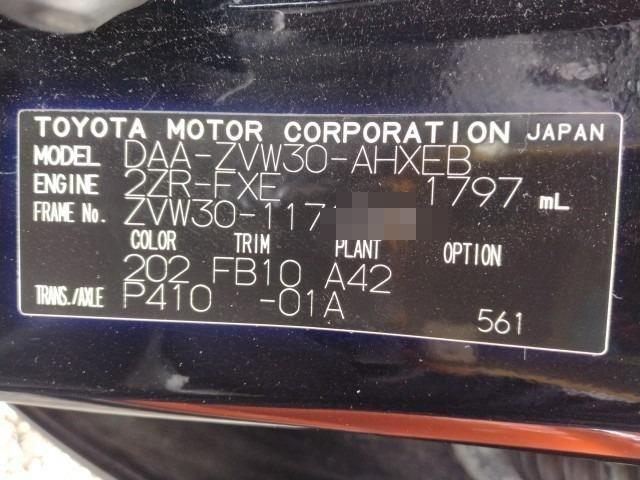 TOYOTA MOTOR CORPORATION JAPAN
MODEL DAA-ZVW30-AHXEB
ENGINE 2ZR-FXE 1797 mL
FRAME No. ZVW30-117
COLOR TRIM PLANT OPTION
202 FB10 A42
TRANS./AXLE P410 -01A
561